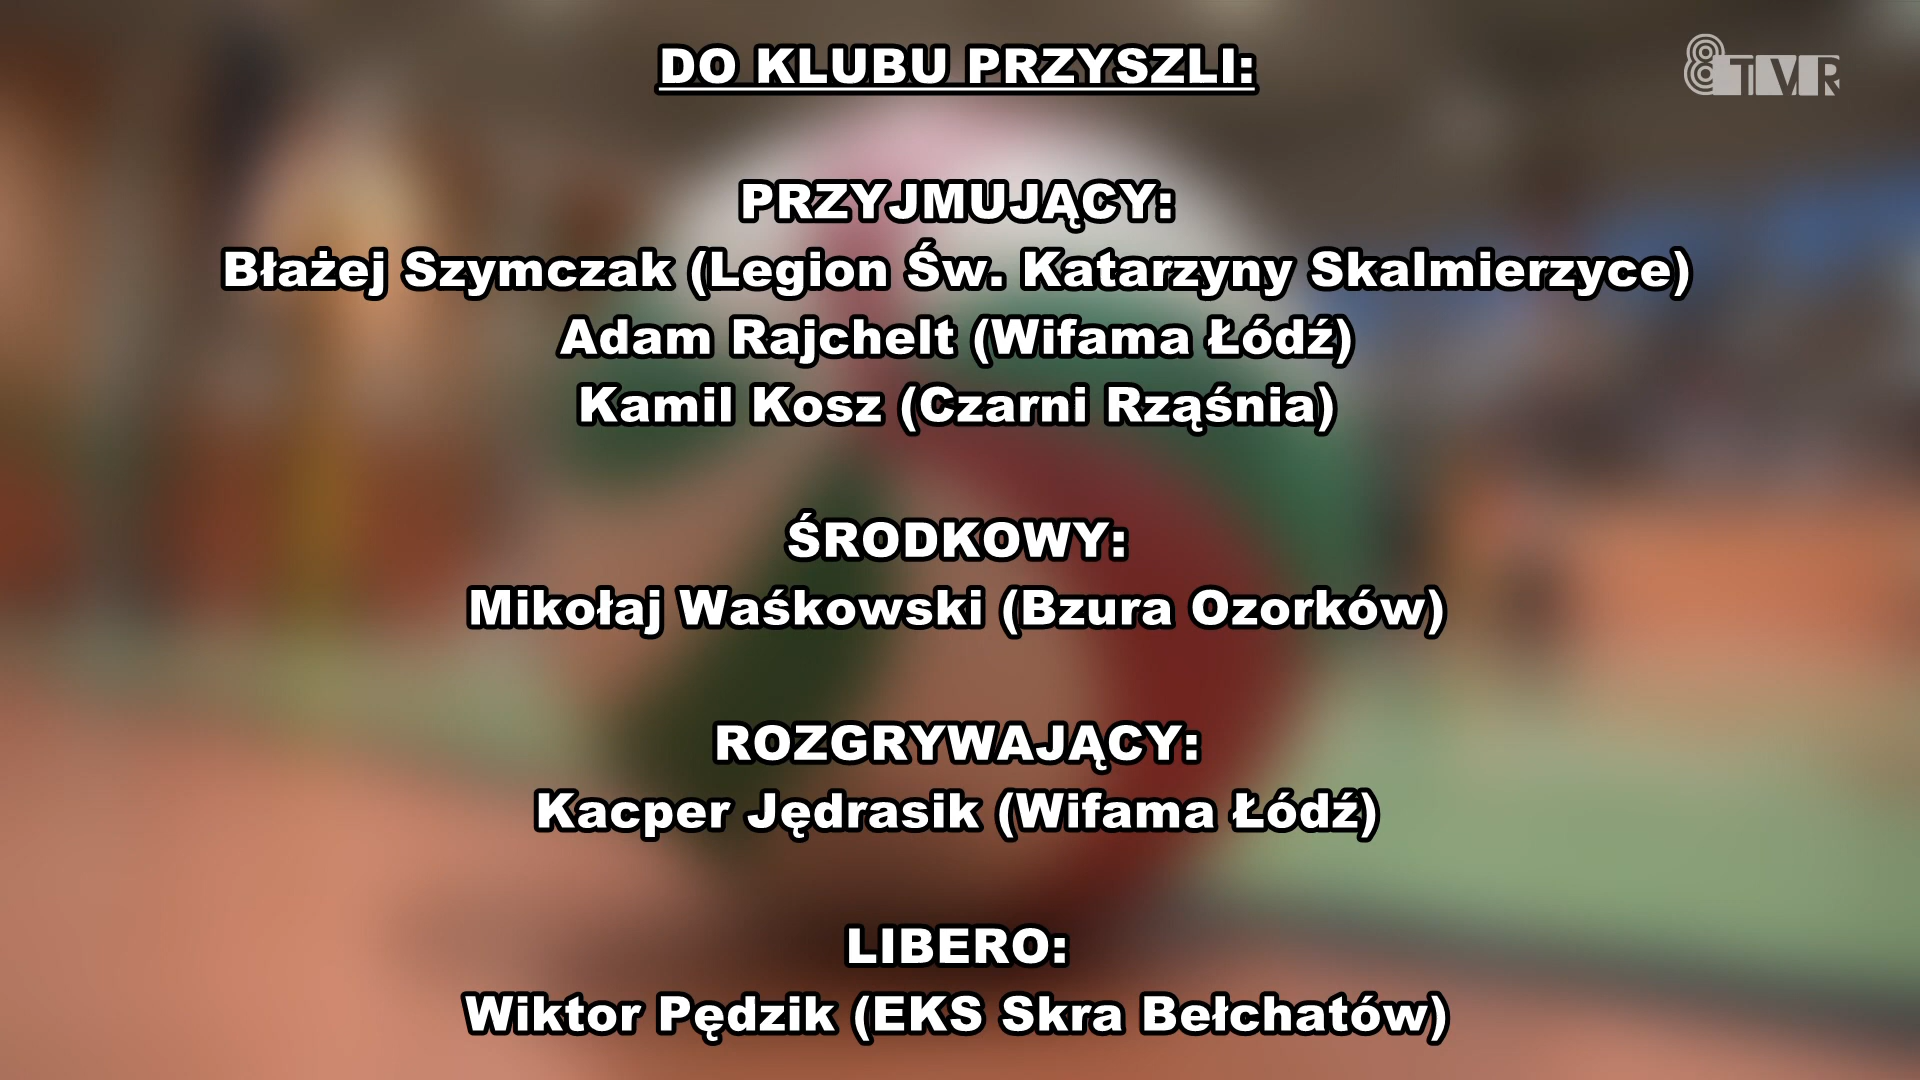 DO KLUBU PRZYSZLI:
TVR
PRZYJMUJĄCY:
Błażej Szymczak (Legion Św. Katarzyny Skalmierzyce)
Adam Rajchelt (Wifama Łódź)
Kamil Kosz (Czarni Rząśnia)
ŚRODKOWY:
Mikołaj Waśkowski (Bzura Ozorków)
ROZGRYWAJĄCY:
Kacper Jędrasik (Wifama Łódź)
LIBERO:
Wiktor Pędzik (EKS Skra Bełchatów)